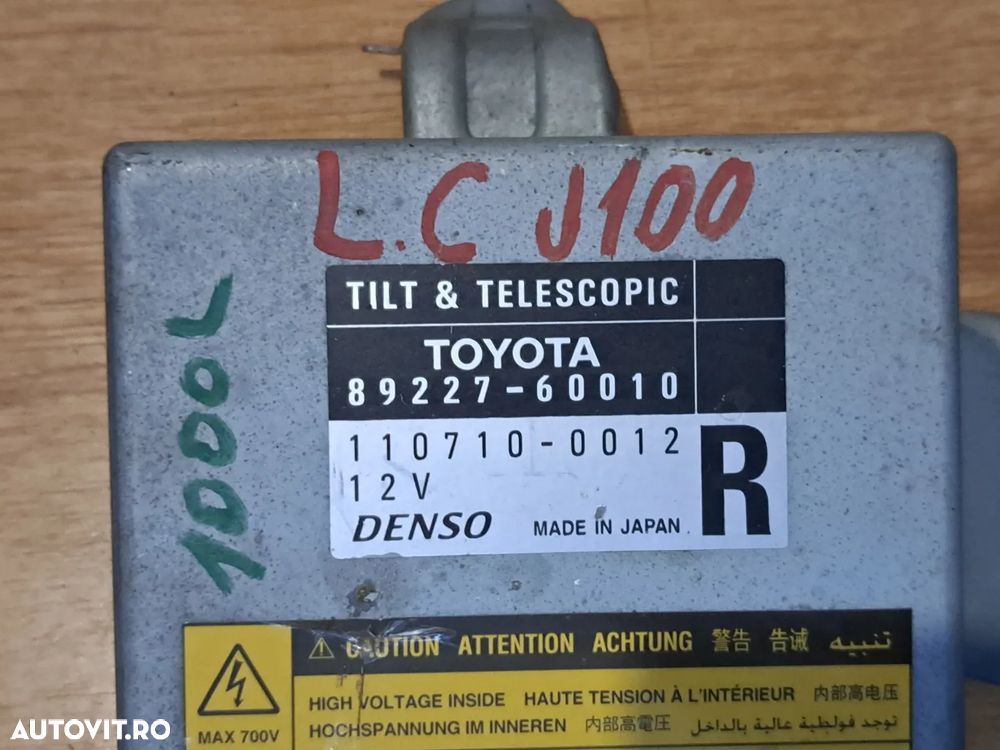 L.C J100
1000L
TILT & TELESCOPIC
TOYOTA
89227-60010
110710-0012
12V
R
DENSO MADE IN JAPAN
⚠ CAUTION ATTENTION ACHTUNG 警告 告诫 تنبيه
HIGH VOLTAGE INSIDE HAUTE TENSION À L'INTÉRIEUR 内部高电压
HOCHSPANNUNG IM INNEREN 内部高電圧 توجد فولطية عالية بالداخل
MAX 700V
AUTOVIT.RO